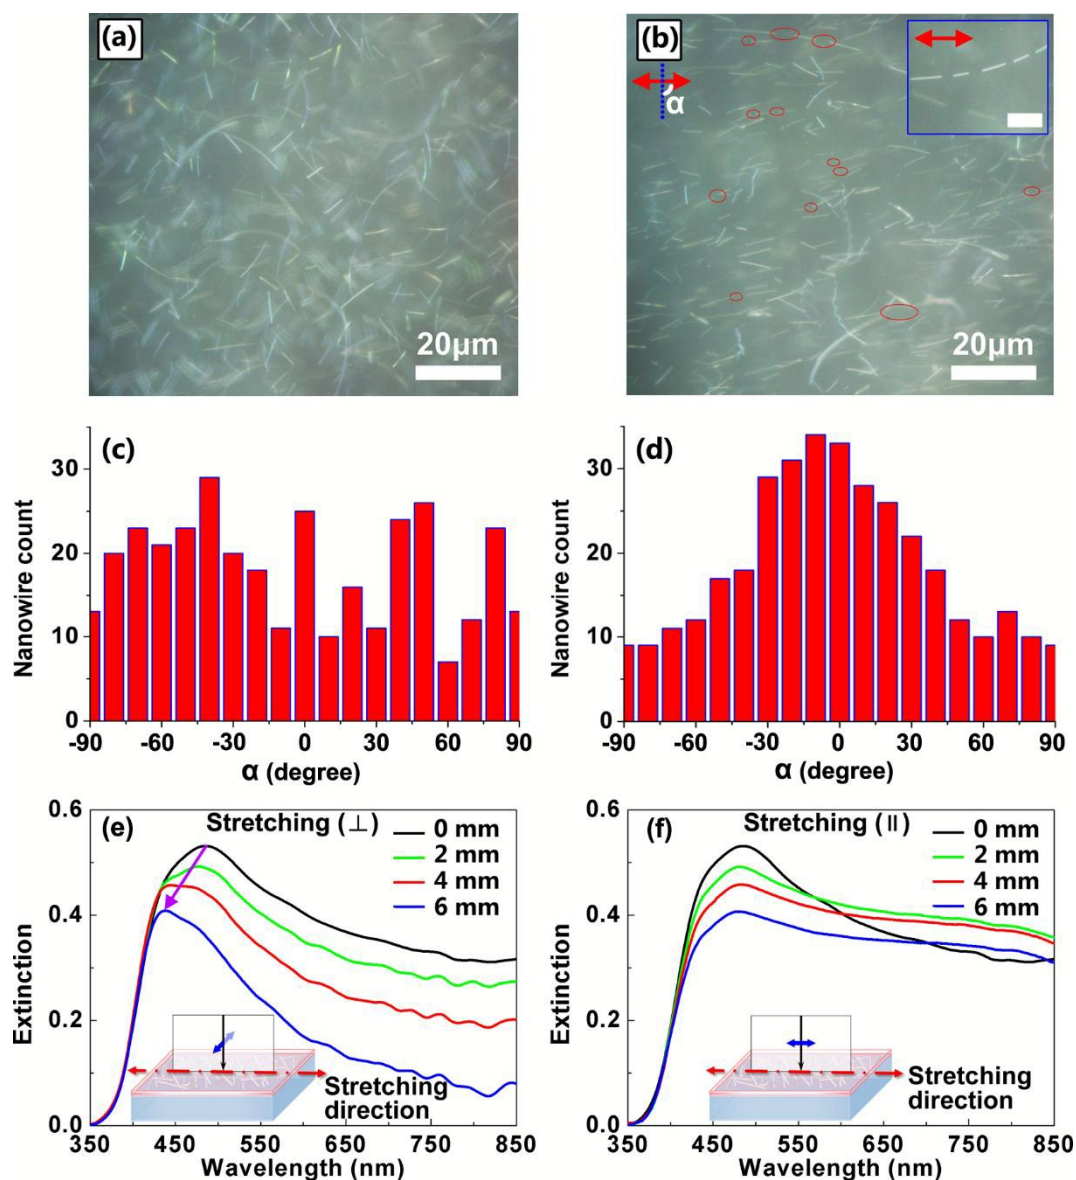 (a)
20μm
(b)
α
20μm
(c)
Nanowire count
30
20
10
0
-90 -60 -30 0 30 60 90
α (degree)
(d)
Nanowire count
30
20
10
0
-90 -60 -30 0 30 60 90
α (degree)
(e)
Stretching (⊥)
0 mm
2 mm
4 mm
6 mm
Extinction
0.6
0.4
0.2
0.0
Stretching
direction
350 450 550 650 750 850
Wavelength (nm)
(f)
Stretching (॥)
0 mm
2 mm
4 mm
6 mm
Extinction
0.6
0.4
0.2
0.0
Stretching
direction
350 450 550 650 750 850
Wavelength (nm)